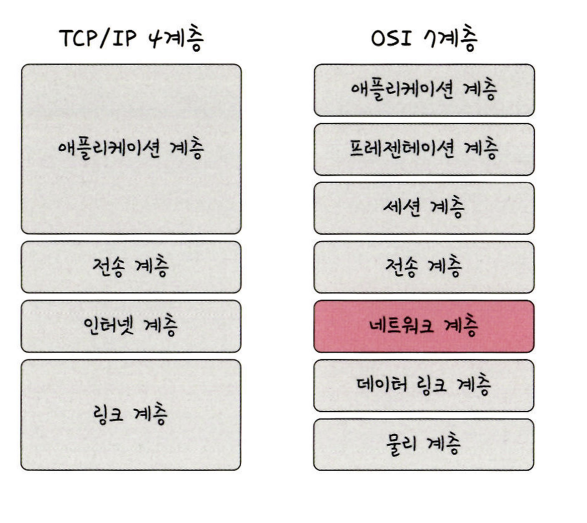 TCP/IP 4계층
애플리케이션 계층
전송 계층
인터넷 계층
링크 계층
OSI 7계층
애플리케이션 계층
프레젠테이션 계층
세션 계층
전송 계층
네트워크 계층
데이터 링크 계층
물리 계층